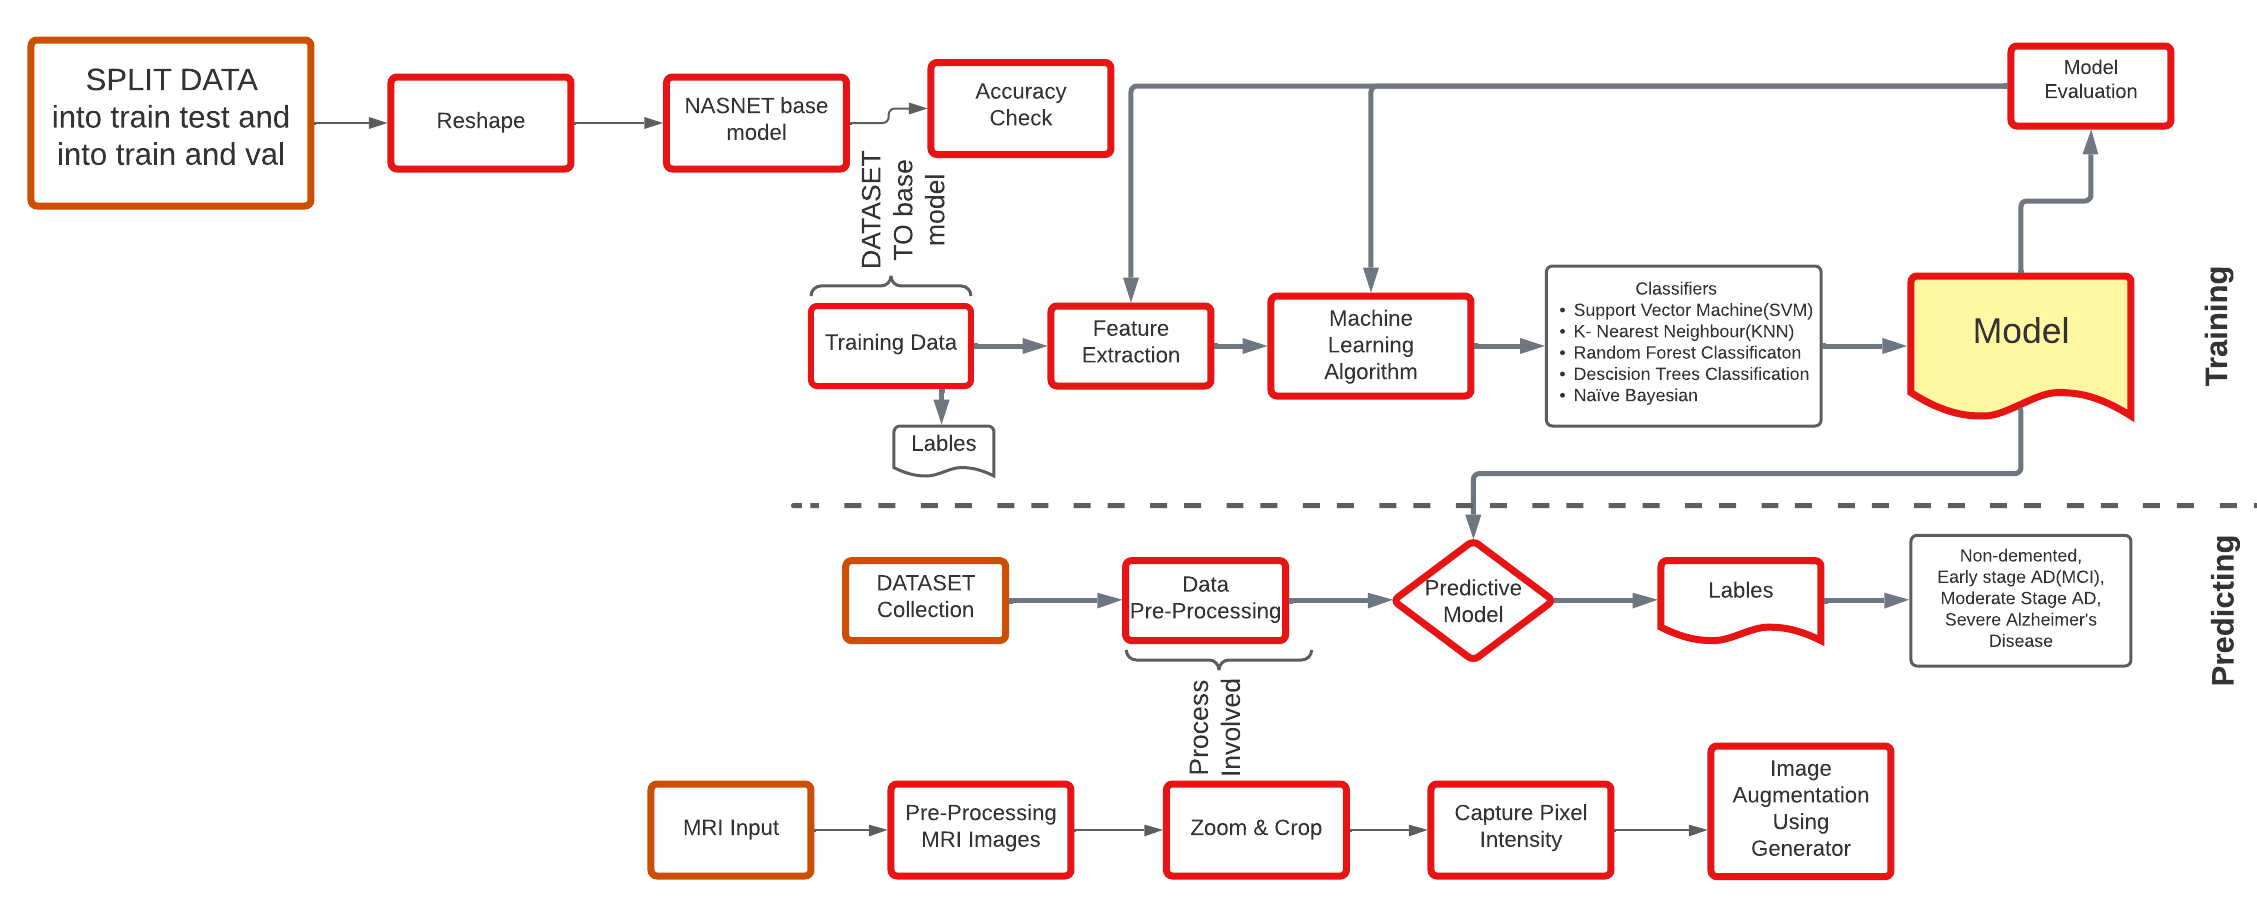 SPLIT DATA
into train test and
into train and val
Reshape
NASNET base
model
Accuracy
Check
Model
Evaluation
DATASET
TO base
model
Training Data
Lables
Feature
Extraction
Machine
Learning
Algorithm
Classifiers
• Support Vector Machine(SVM)
• K- Nearest Neighbour(KNN)
• Random Forest Classificaton
• Descision Trees Classification
• Naïve Bayesian
Model
Training
DATASET
Collection
Data
Pre-Processing
Predictive
Model
Lables
Non-demented,
Early stage AD(MCI),
Moderate Stage AD,
Severe Alzheimer's
Disease
Predicting
Process
Involved
MRI Input
Pre-Processing
MRI Images
Zoom & Crop
Capture Pixel
Intensity
Image
Augmentation
Using
Generator